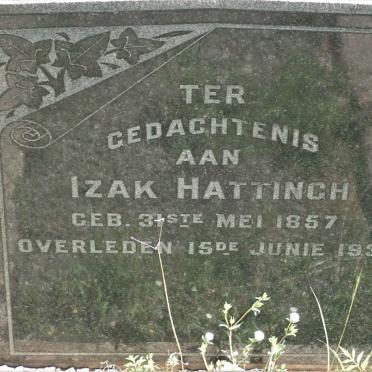 TER
GEDACHTENIS
AAN
IZAK HATTINGH
GEB. 31STE MEI 1857
OVERLEDEN 15DE JUNIE